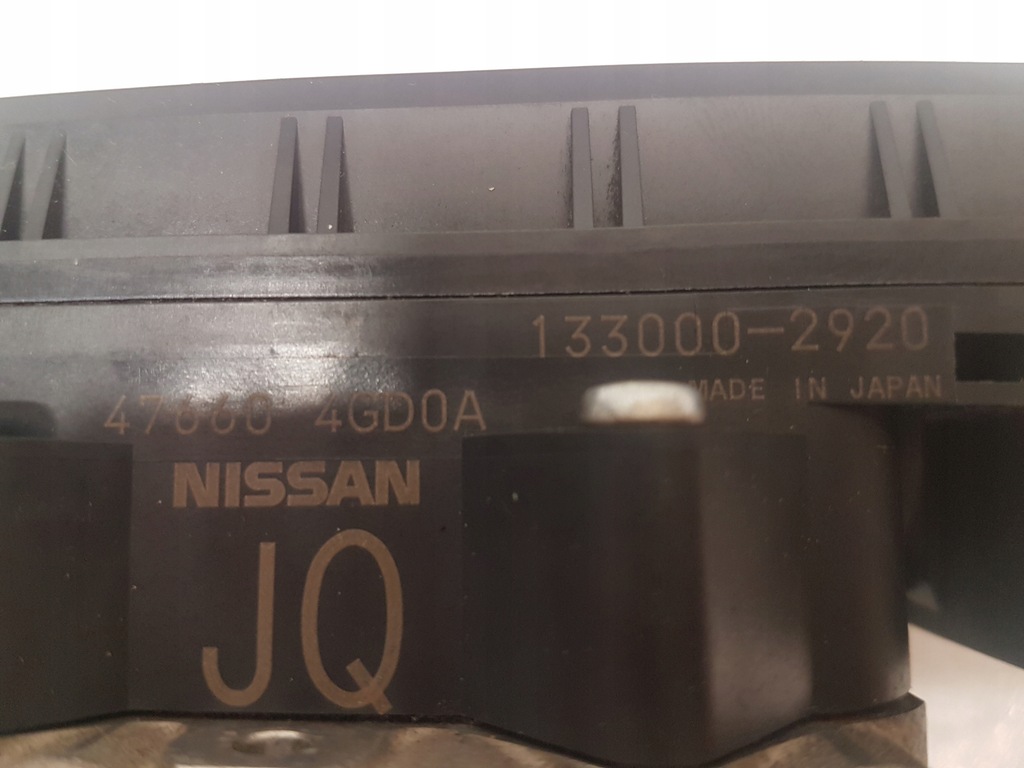 133000-2920
MADE IN JAPAN
47660 4GD0A
NISSAN
JQ